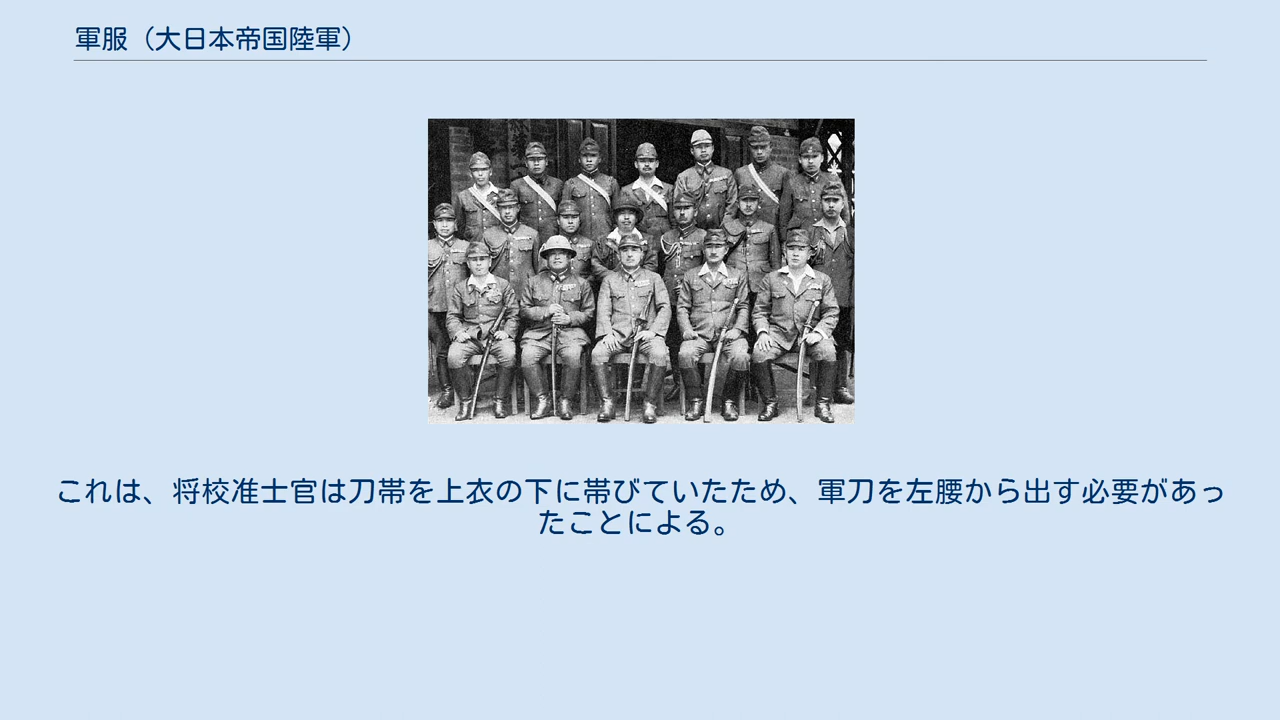 軍服（大日本帝国陸軍）
これは、将校准士官は刀帯を上衣の下に帯びていたため、軍刀を左腰から出す必要があっ
たことによる。